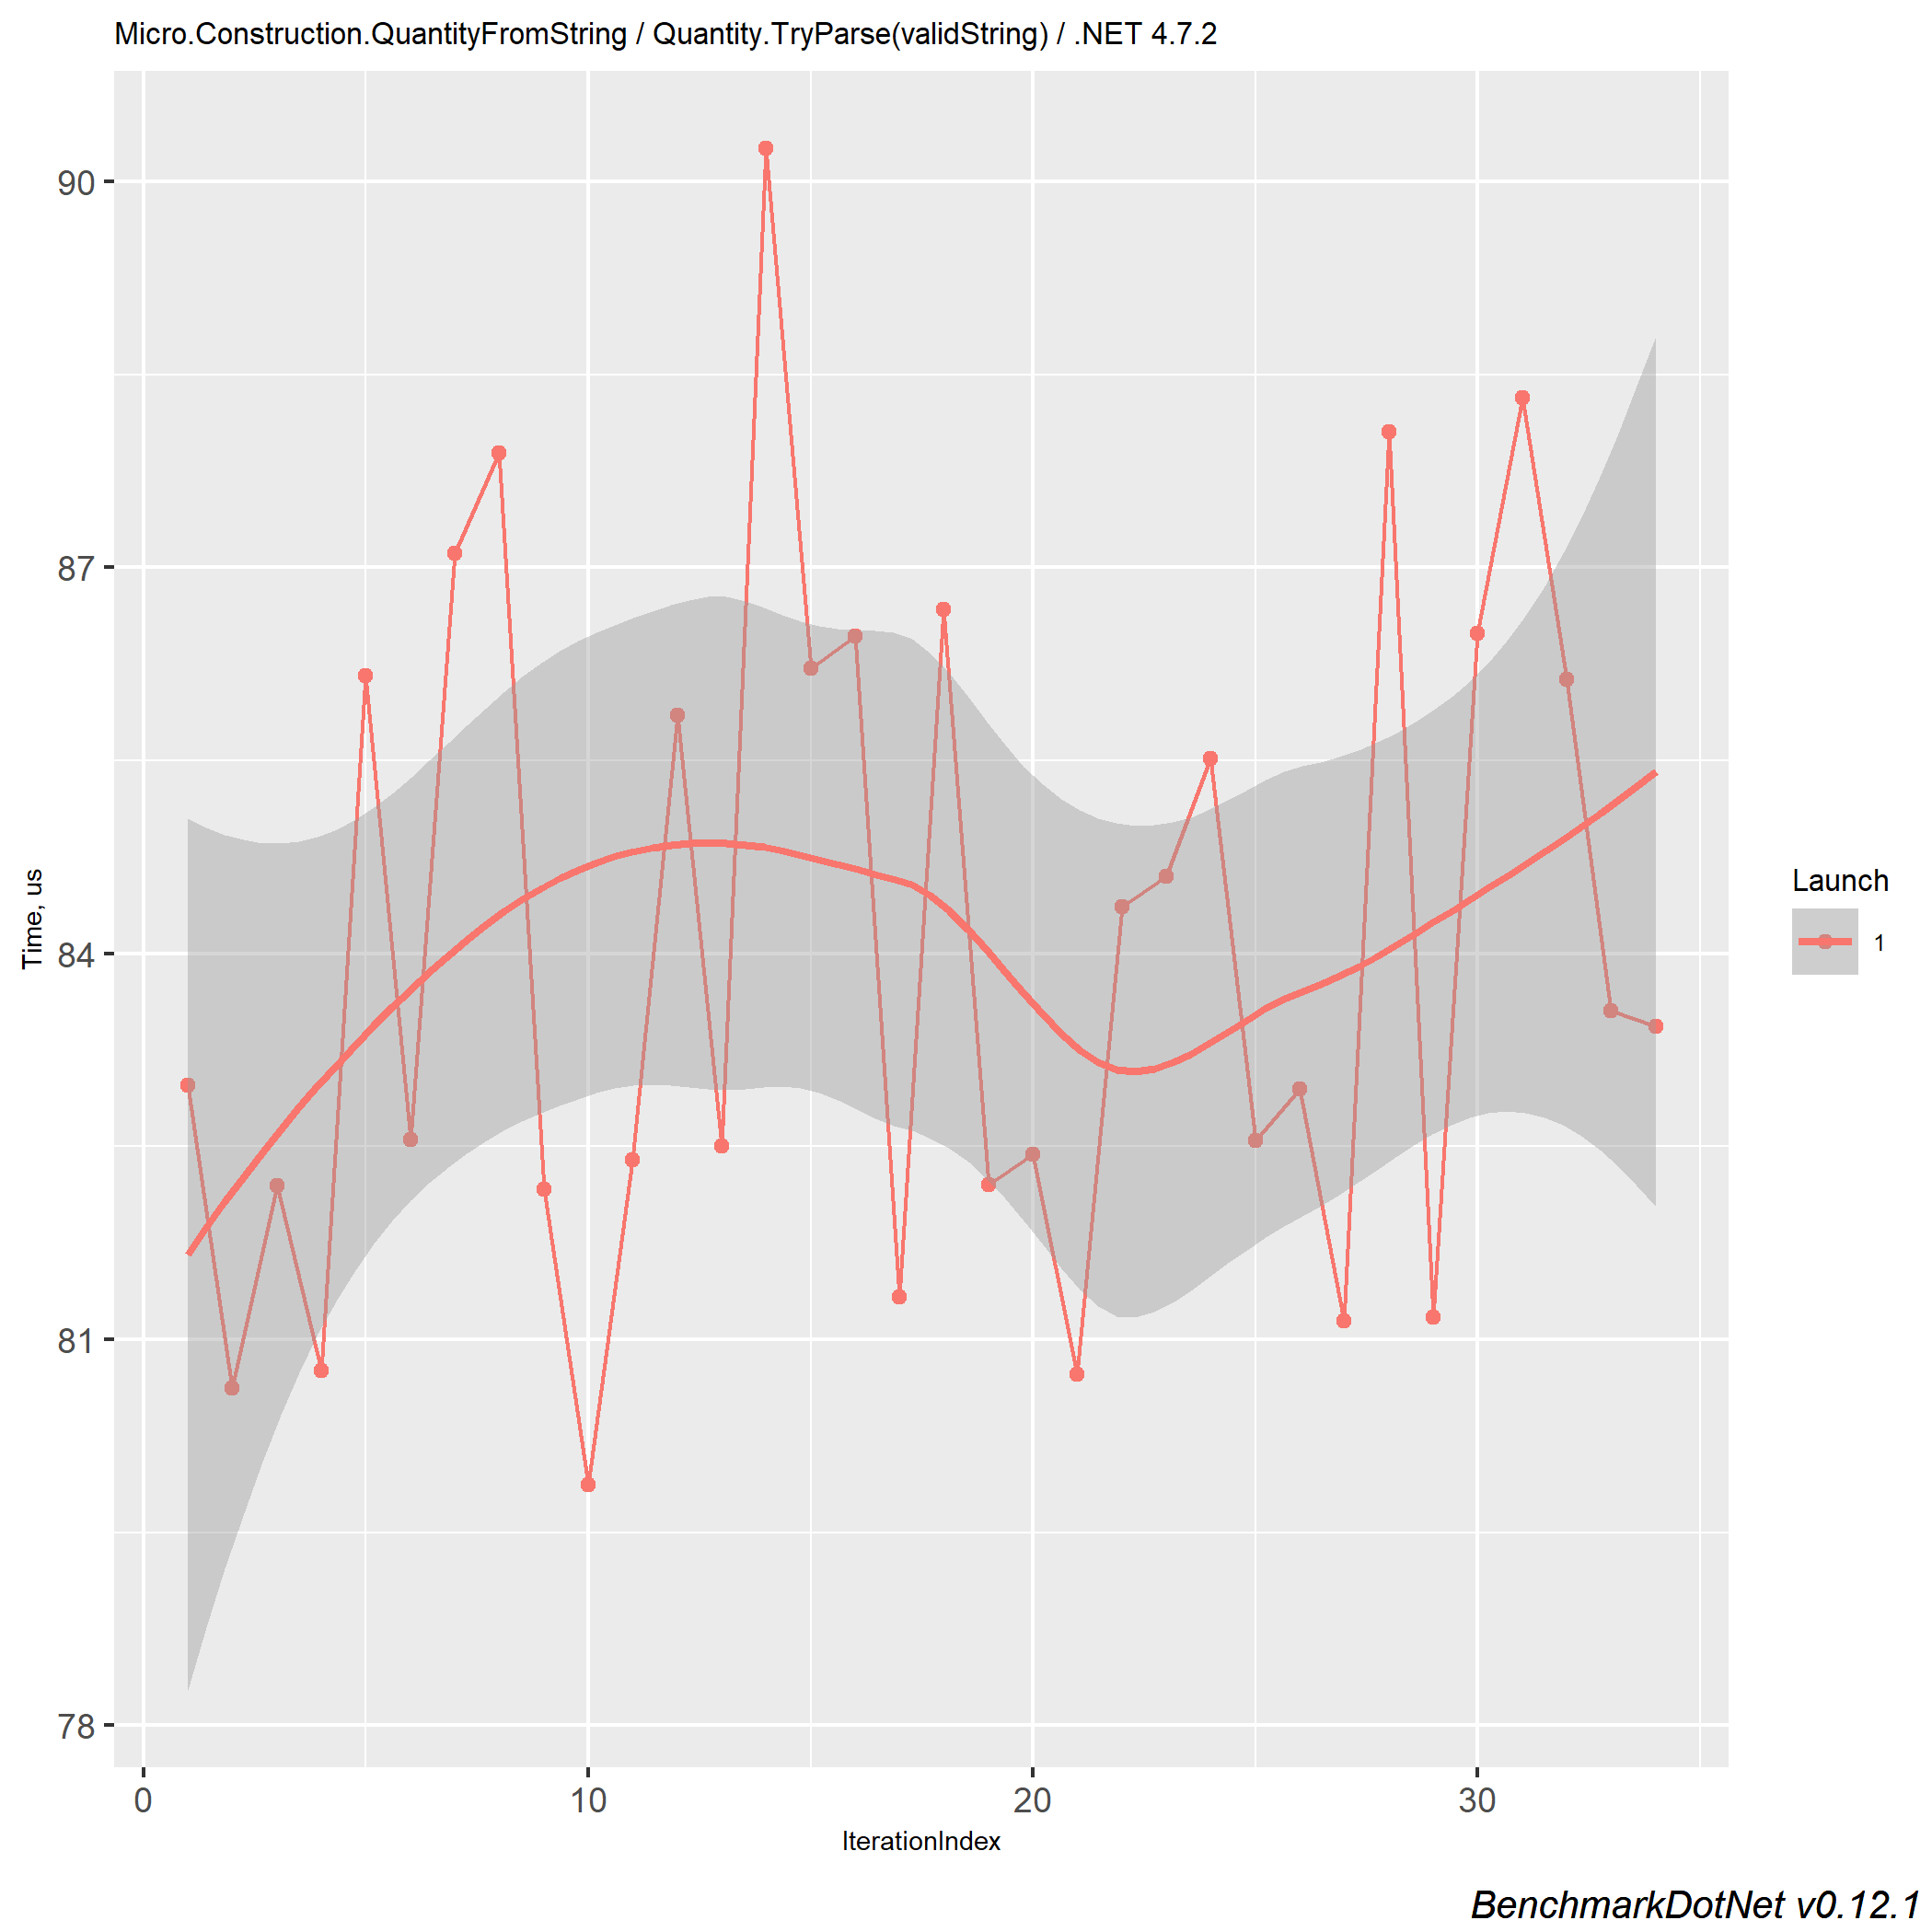 Micro.Construction.QuantityFromString / Quantity.TryParse(validString) / .NET 4.7.2
90
87
84
81
78
Time, us
0 10 20 30
IterationIndex
Launch
1
BenchmarkDotNet v0.12.1